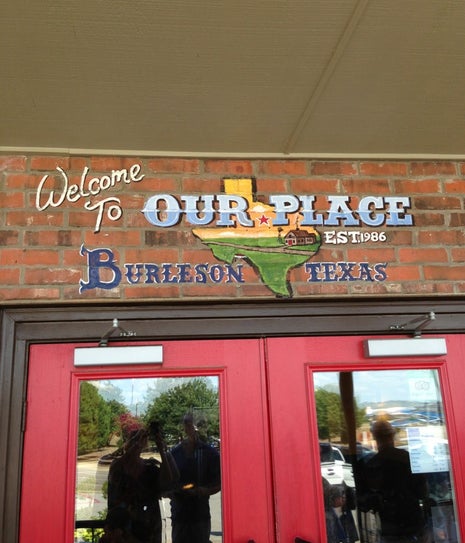 Welcome
To
OUR PLACE
EST. 1986
BURLESON TEXAS